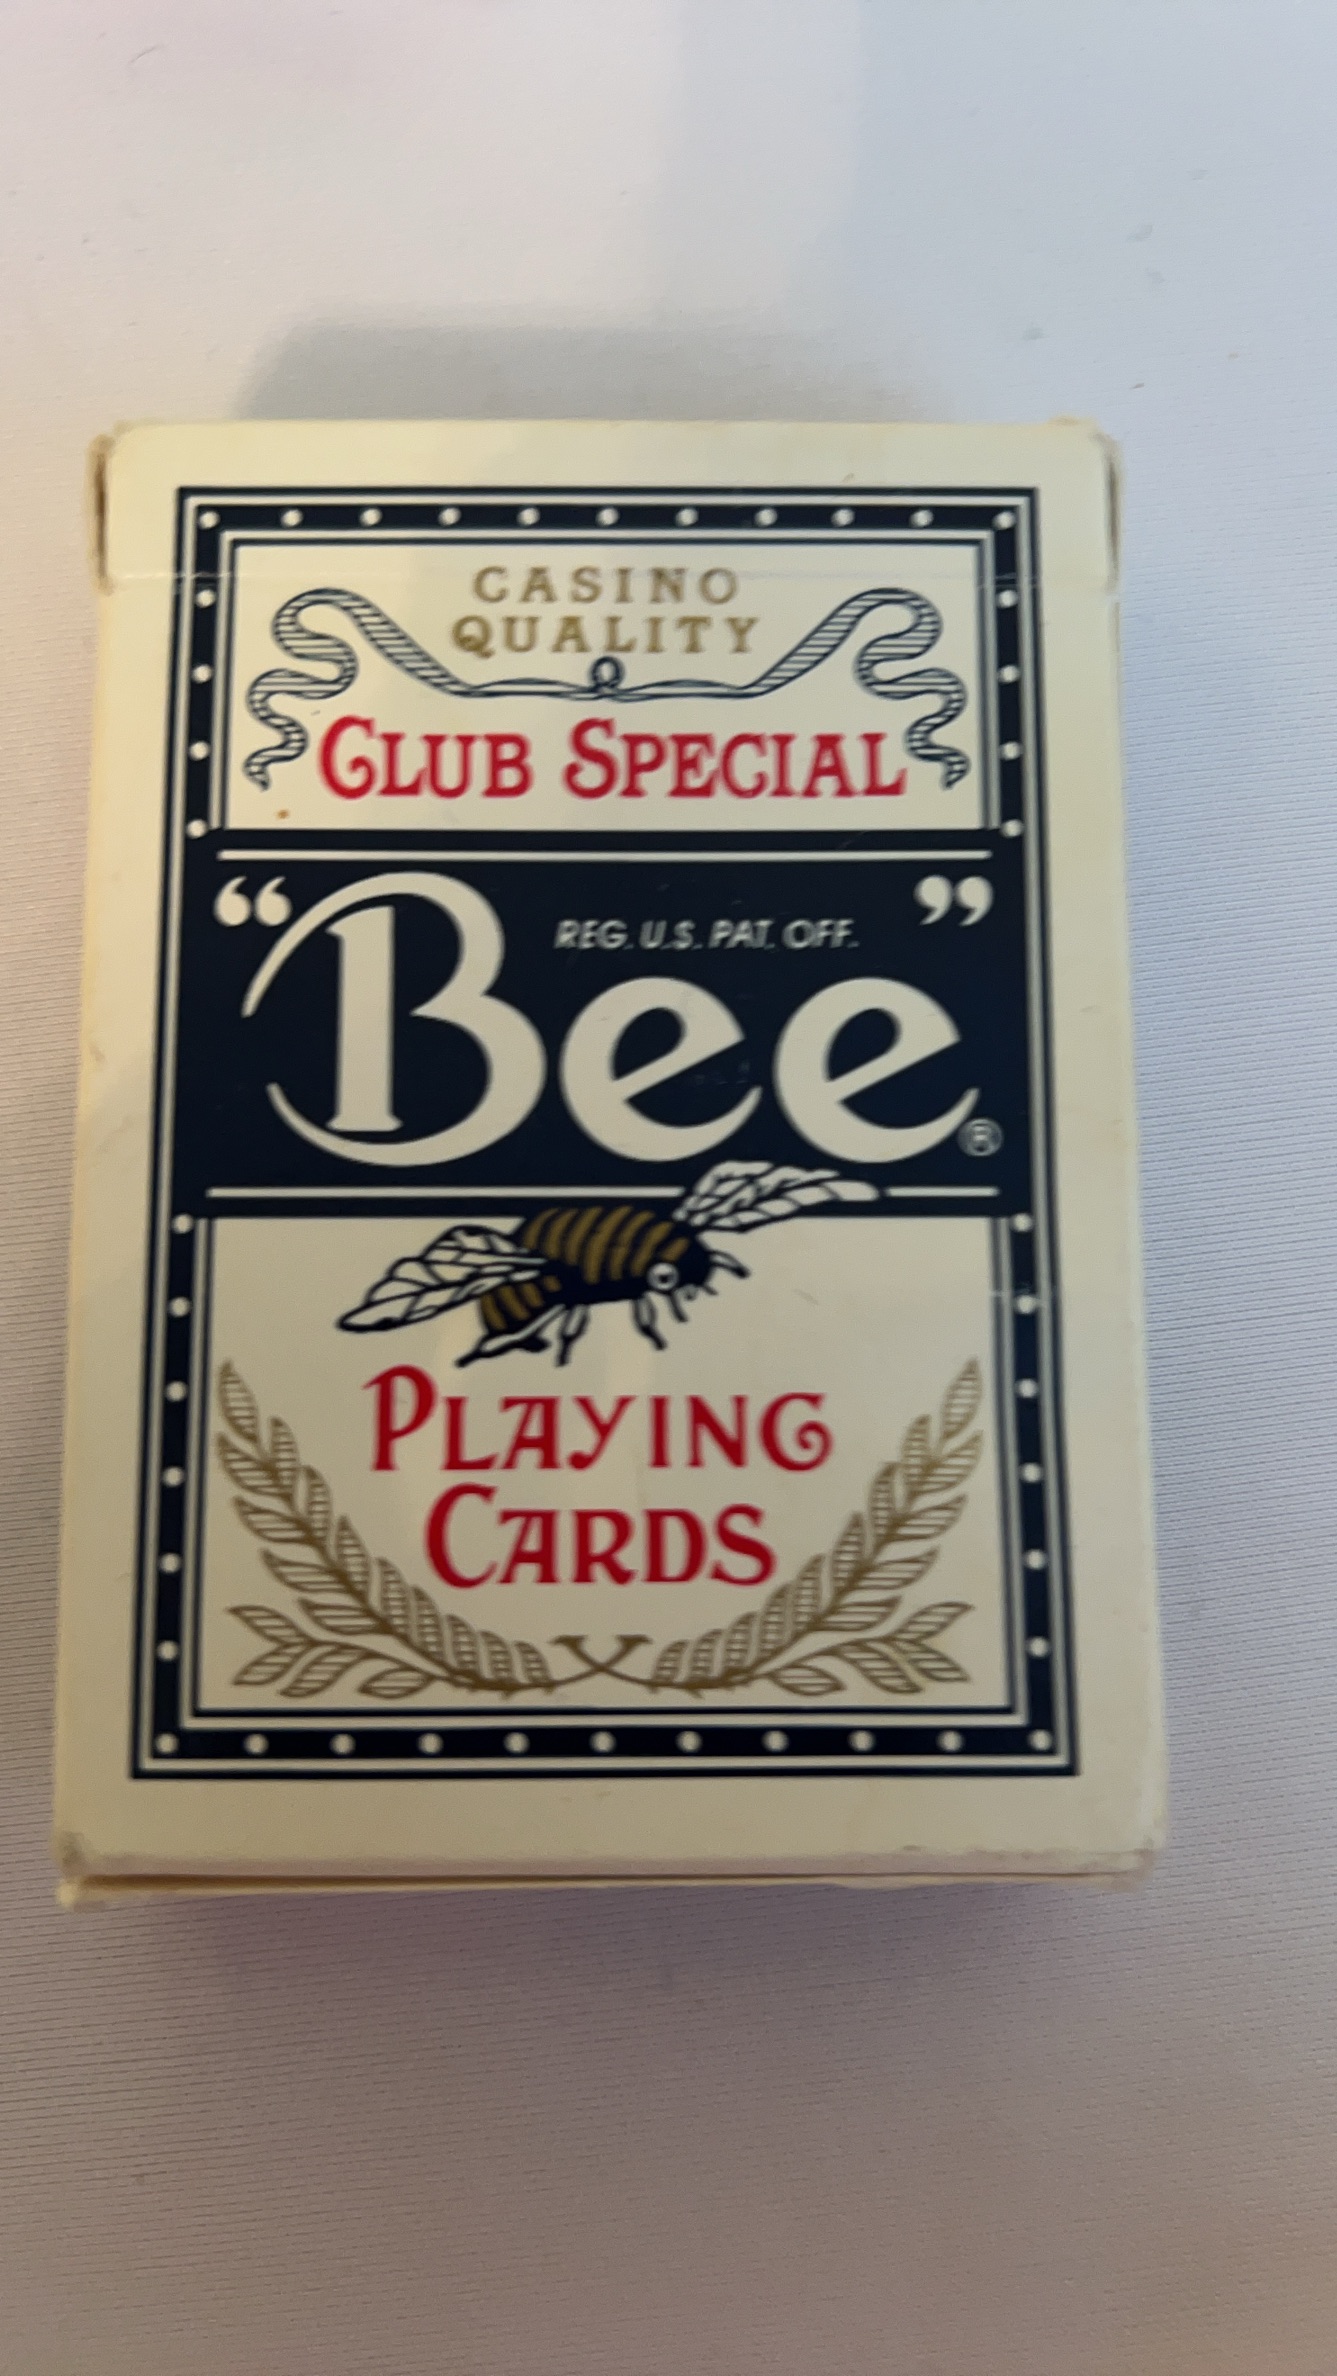 CASINO
QUALITY
CLUB SPECIAL
“Bee”
REG. U.S. PAT. OFF.
®
PLAYING
CARDS